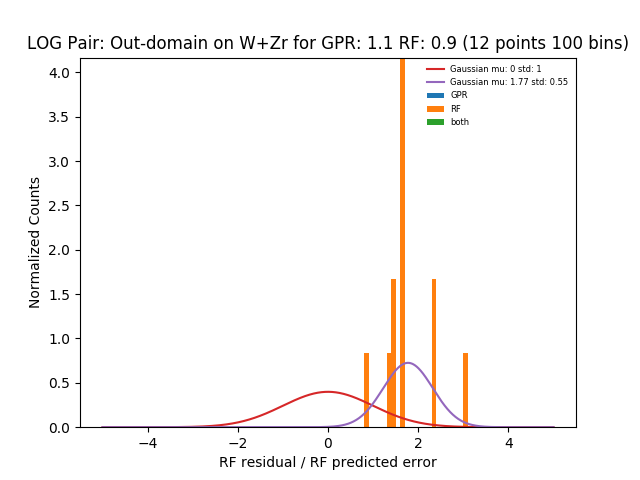 LOG Pair: Out-domain on W+Zr for GPR: 1.1 RF: 0.9 (12 points 100 bins)
4.0
3.5
3.0
2.5
2.0
1.5
1.0
0.5
0.0
Normalized Counts
Gaussian mu: 0 std: 1
Gaussian mu: 1.77 std: 0.55
GPR
RF
both
−4 −2 0 2 4
RF residual / RF predicted error